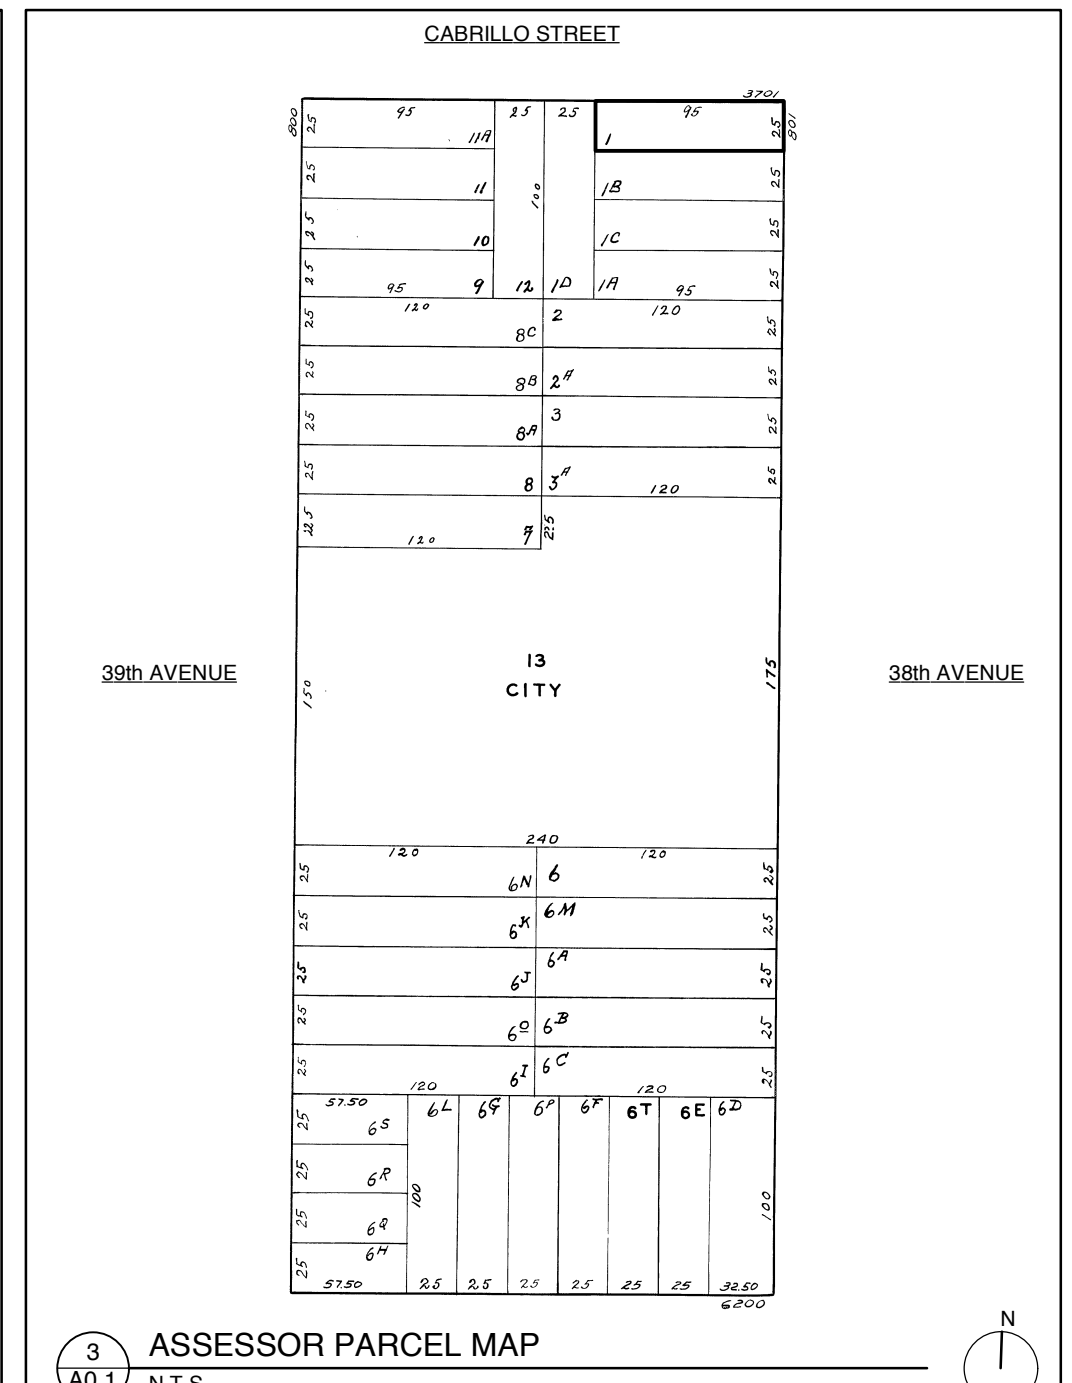 CABRILLO STREET
3701
800 25 95 25 25 95 25 801
11A 1
25 11 100 1B 25
25 10 1C 25
25 95 9 12 1D 1A 95 25
120 2 120
25 8C 25
25 8B 2A 25
3
25 8A 25
25 8 3A 120 25
25 120 7 25
13
39th AVENUE CITY 175 38th AVENUE
150
240
120 120
25 6N 6 25
25 6K 6M 25
6A
25 6J 25
25 6O 6B 25
25 6I 6C 25
120 120
57.50 6L 6G 6P 6F 6T 6E 6D
25 6S
25 6R 100 100
25 6Q
6H
25 57.50 25 25 25 25 25 25 32.50
6200
N
3 ASSESSOR PARCEL MAP
A0.1 N.T.S.